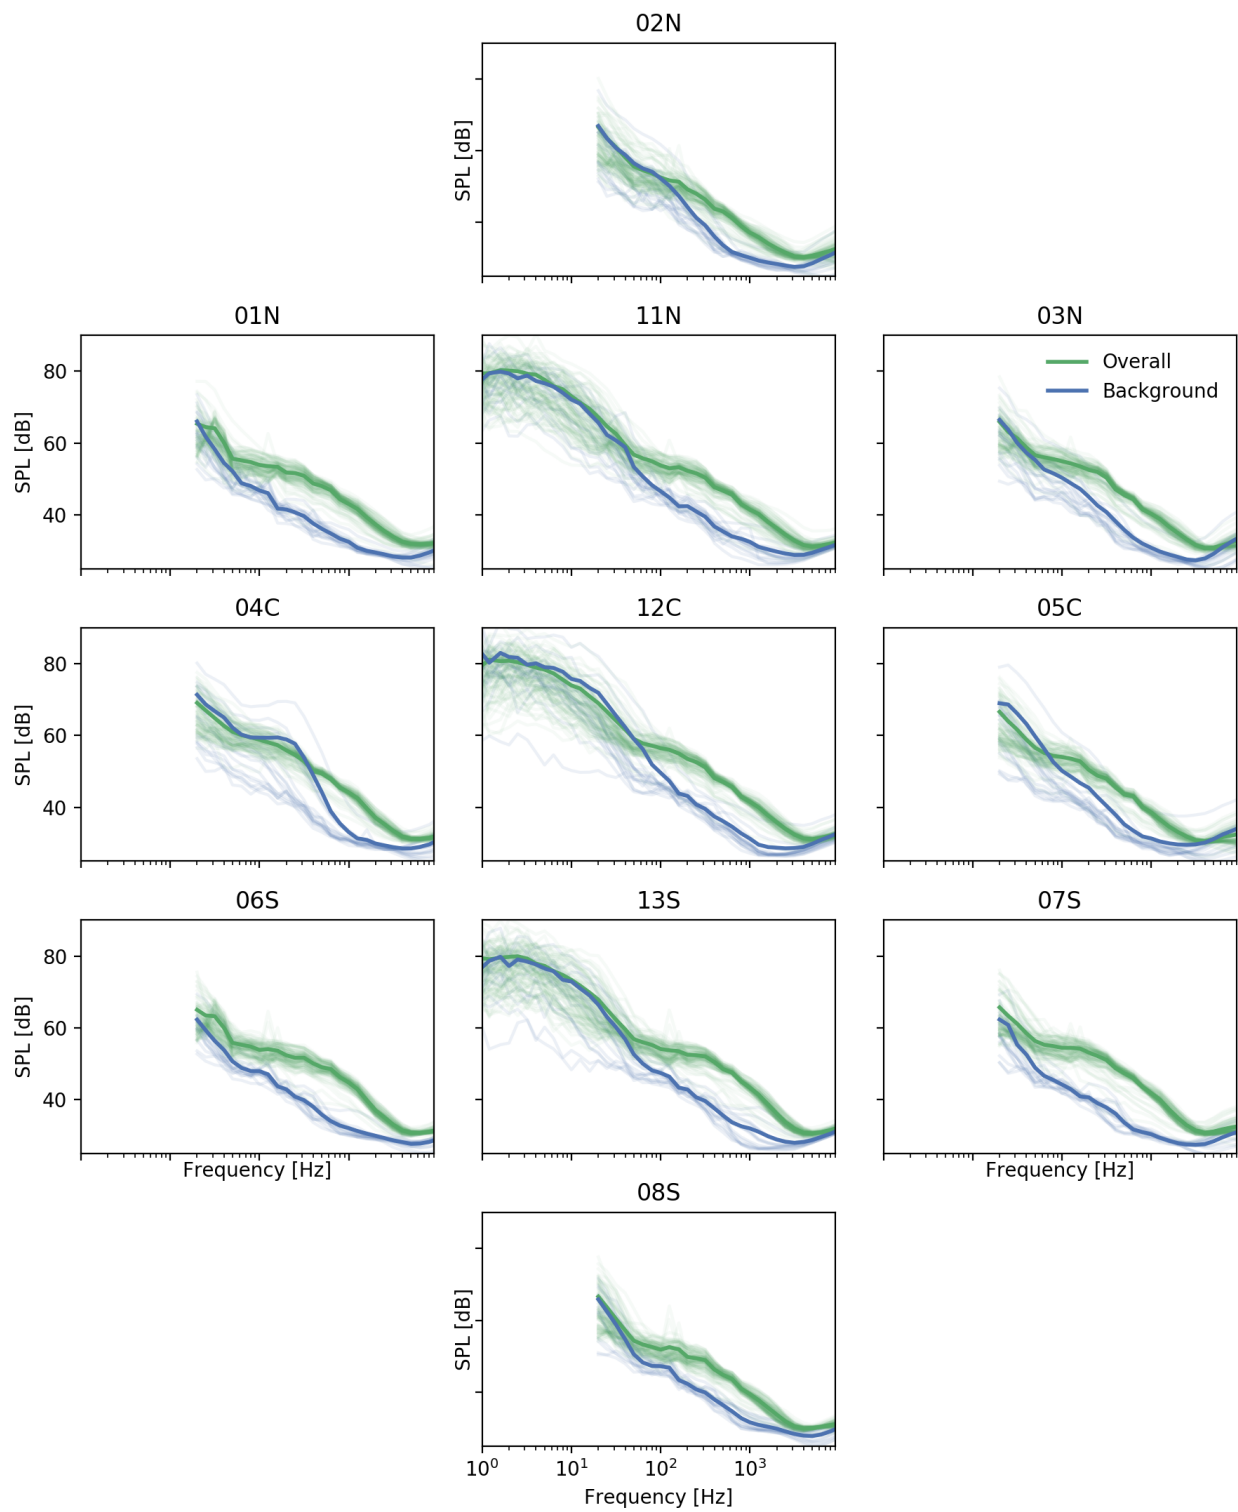 02N
SPL [dB]
01N
11N
03N
80
60
40
SPL [dB]
Overall
Background
04C
12C
05C
80
60
40
SPL [dB]
06S
13S
07S
80
60
40
SPL [dB]
Frequency [Hz]
Frequency [Hz]
08S
SPL [dB]
10⁰ 10¹ 10² 10³
Frequency [Hz]